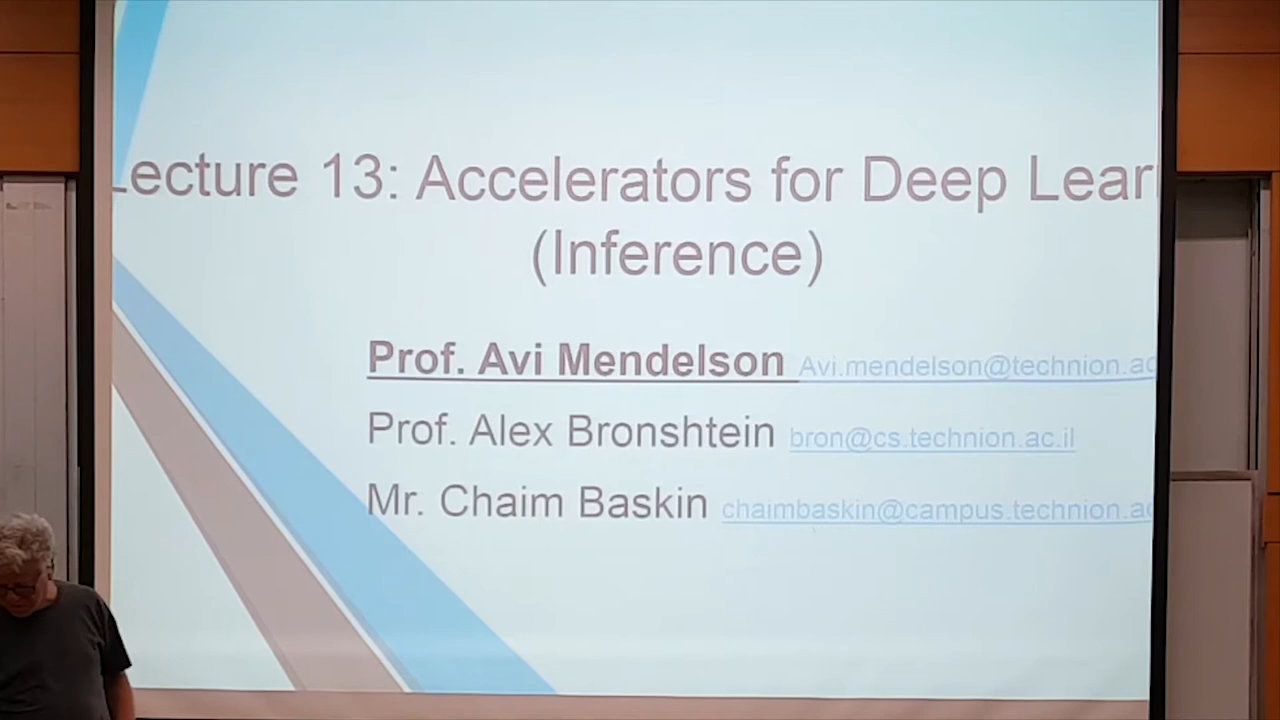 Lecture 13: Accelerators for Deep Lear
(Inference)
Prof. Avi Mendelson Avi.mendelson@technion.ac
Prof. Alex Bronshtein bron@cs.technion.ac.il
Mr. Chaim Baskin chaimbaskin@campus.technion.ac